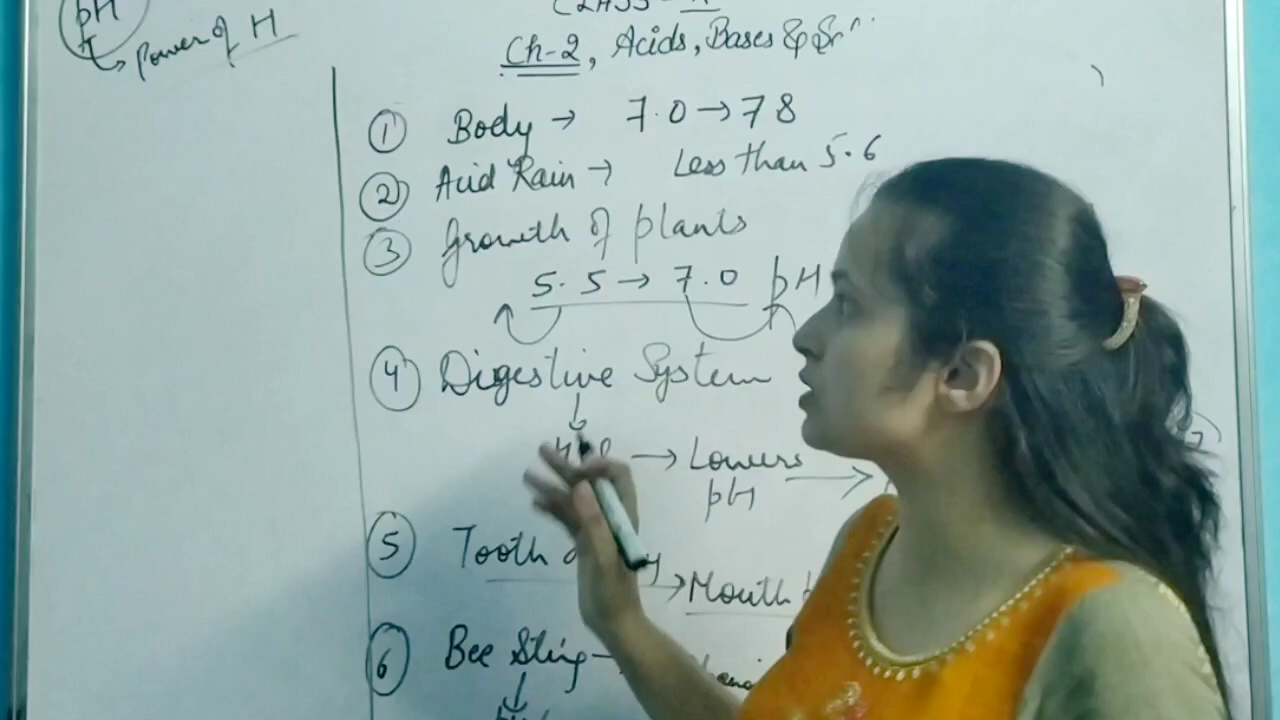 pH
Power of H
CLASS - X
Ch-2, Acids, Bases &
① Body → 7.0 → 7 8
② Acid Rain → Less than 5.6
③ Growth of plants
5.5 → 7.0 pH
④ Digestive System
→ Lowers →
pH
⑤ Tooth
→ Mouth
⑥ Bee Sting